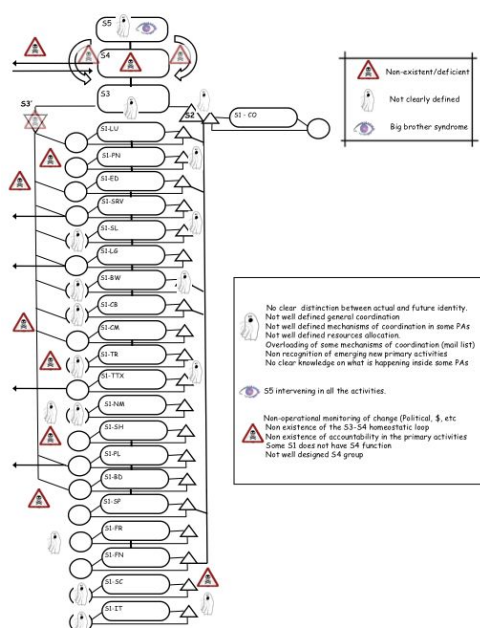 S5
S4
S3
S3*
S2
S1 - CO
S1-LU
S1-PN
S1-ED
S1-SRV
S1-SL
S1-LG
S1-BW
S1-CB
S1-CM
S1-TR
S1-TTX
S1-NM
S1-SH
S1-PL
S1-BD
S1-SP
S1-FR
S1-FN
S1-SC
S1-IT
Non-existent/deficient
Not clearly defined
Big brother syndrome
No clear distinction between actual and future identity.
Not well defined general coordination
Not well defined mechanisms of coordination in some PAs
Not well defined resources allocation.
Overloading of some mechanisms of coordination (mail list)
Non recognition of emerging new primary activities
No clear knowledge on what is happening inside some PAs
S5 intervening in all the activities.
Non-operational monitoring of change (Political, $, etc
Non existence of the S3-S4 homeostatic loop
Non existence of accountability in the primary activities
Some S1 does not have S4 function
Not well designed S4 group